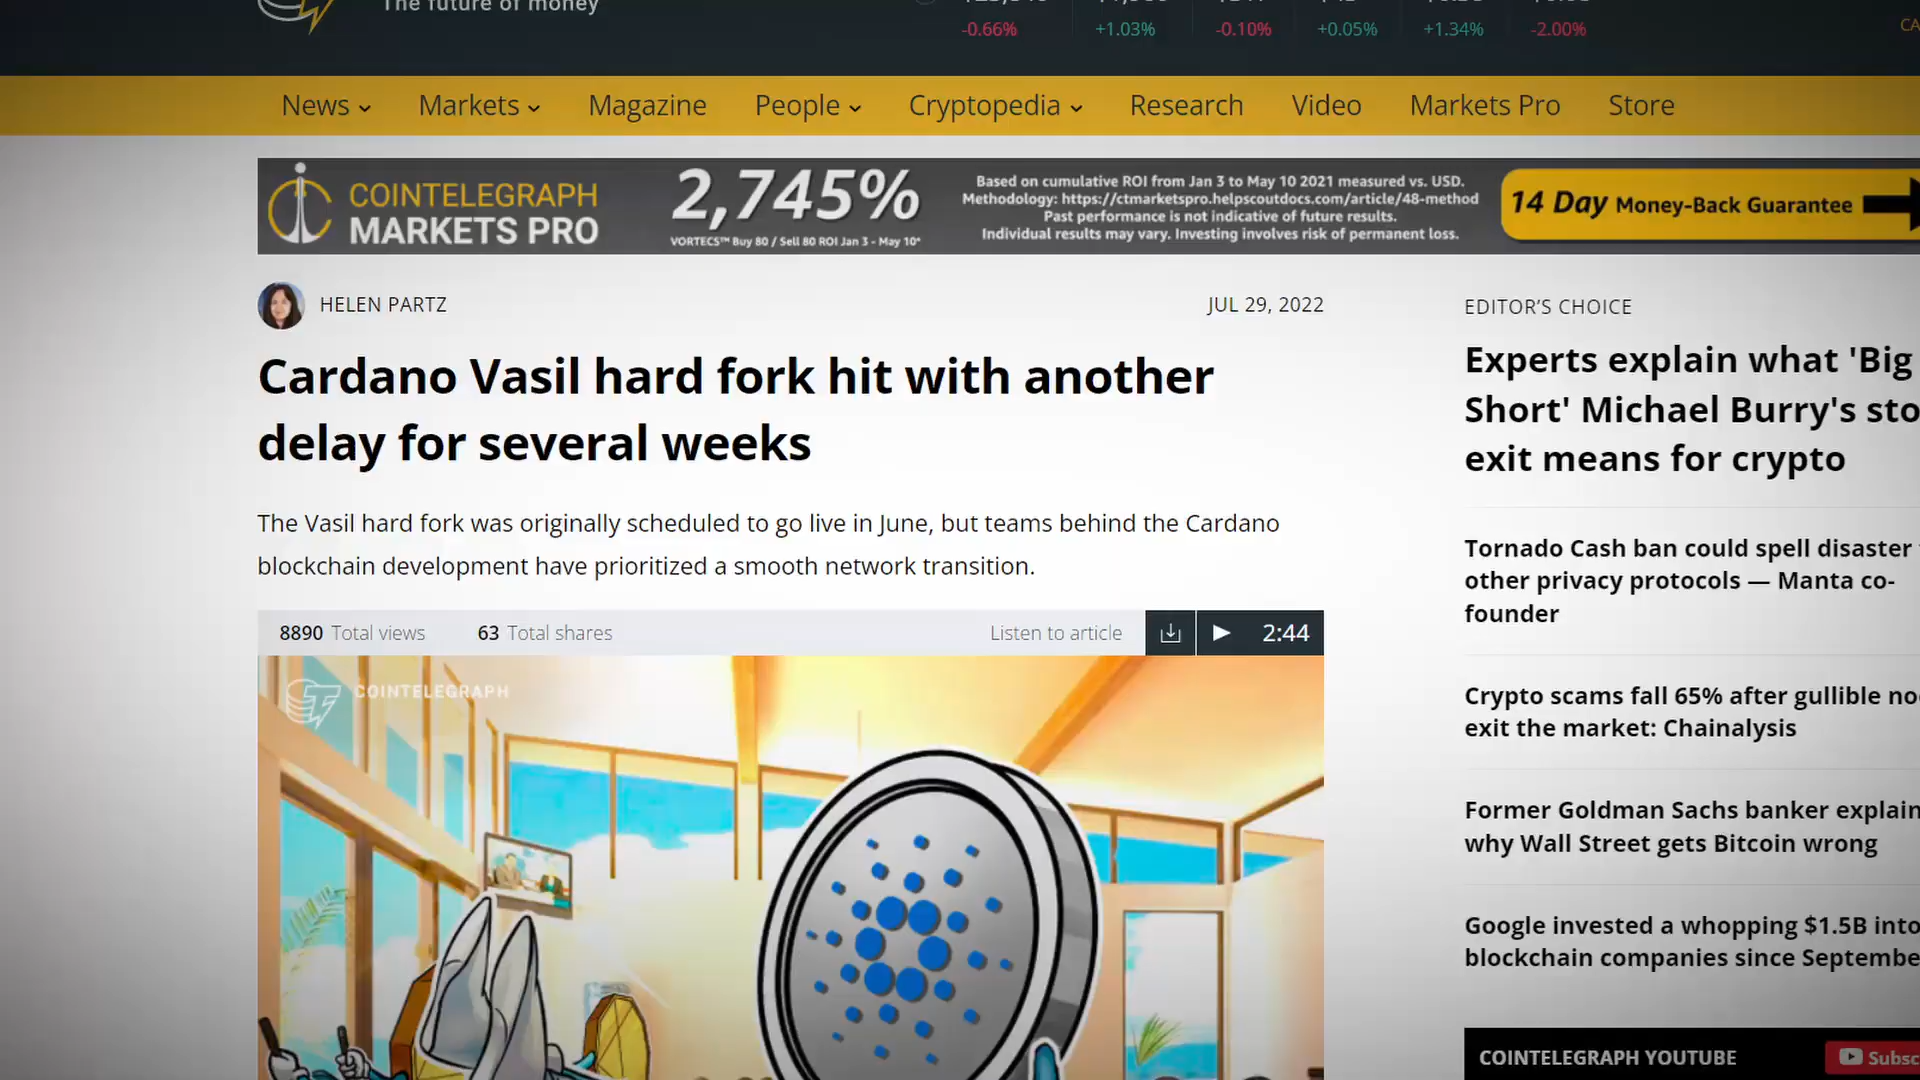 The future of money
-0.66% +1.03% -0.10% +0.05% +1.34% -2.00%
CA
News Markets Magazine People Cryptopedia Research Video Markets Pro Store
COINTELEGRAPH
MARKETS PRO
2,745%
VORTECS™ Buy 80 / Sell 80 ROI Jan 3 - May 10*
Based on cumulative ROI from Jan 3 to May 10 2021 measured vs. USD.
Methodology: https://ctmarketspro.helpscoutdocs.com/article/48-method
Past performance is not indicative of future results.
Individual results may vary. Investing involves risk of permanent loss.
14 Day Money-Back Guarantee
HELEN PARTZ
JUL 29, 2022
Cardano Vasil hard fork hit with another
delay for several weeks
The Vasil hard fork was originally scheduled to go live in June, but teams behind the Cardano
blockchain development have prioritized a smooth network transition.
8890 Total views 63 Total shares Listen to article 2:44
COINTELEGRAPH
EDITOR'S CHOICE
Experts explain what 'Big
Short' Michael Burry's sto
exit means for crypto
Tornado Cash ban could spell disaster
other privacy protocols — Manta co-
founder
Crypto scams fall 65% after gullible no
exit the market: Chainalysis
Former Goldman Sachs banker explain
why Wall Street gets Bitcoin wrong
Google invested a whopping $1.5B into
blockchain companies since Septembe
COINTELEGRAPH YOUTUBE
Subsc